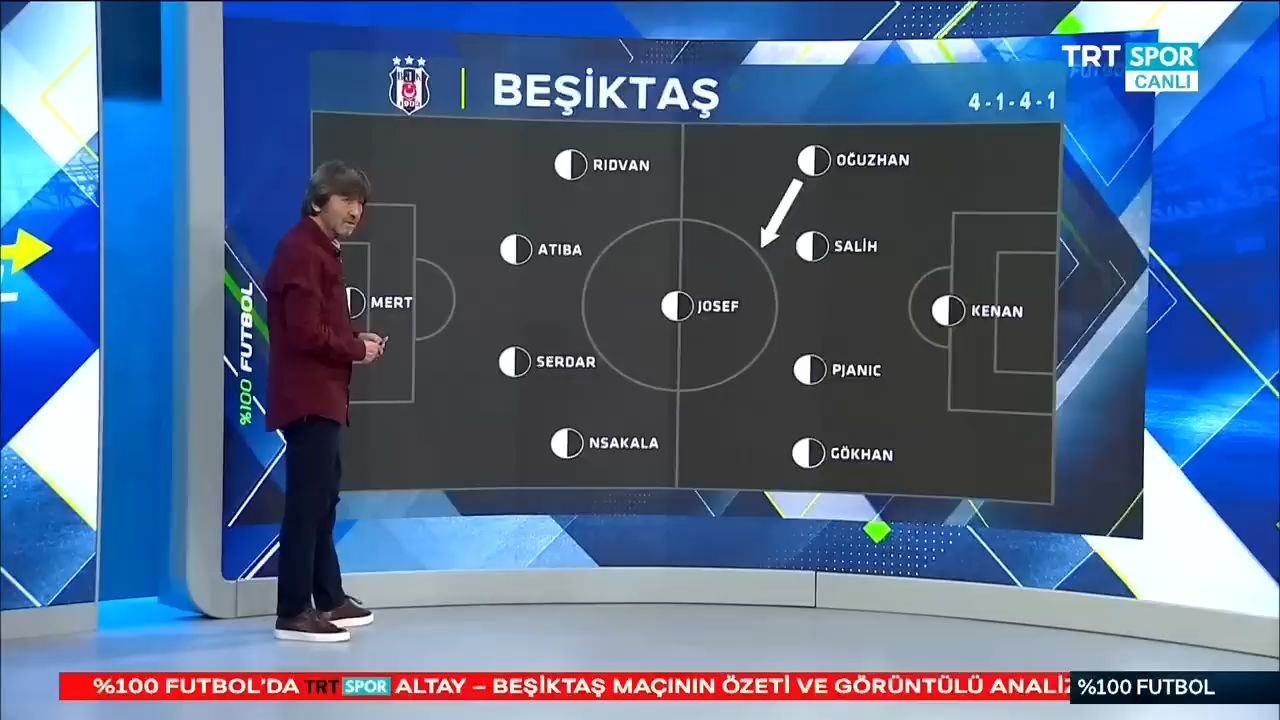 TRT SPOR
CANLI
BEŞİKTAŞ
4-1-4-1
RIDVAN
OĞUZHAN
ATIBA
SALİH
MERT
JOSEF
KENAN
SERDAR
PJANIC
NSAKALA
GÖKHAN
%100 FUTBOL
%100 FUTBOL'DA TRT SPOR ALTAY – BEŞİKTAŞ MAÇININ ÖZETİ VE GÖRÜNTÜLÜ ANALİZ
%100 FUTBOL